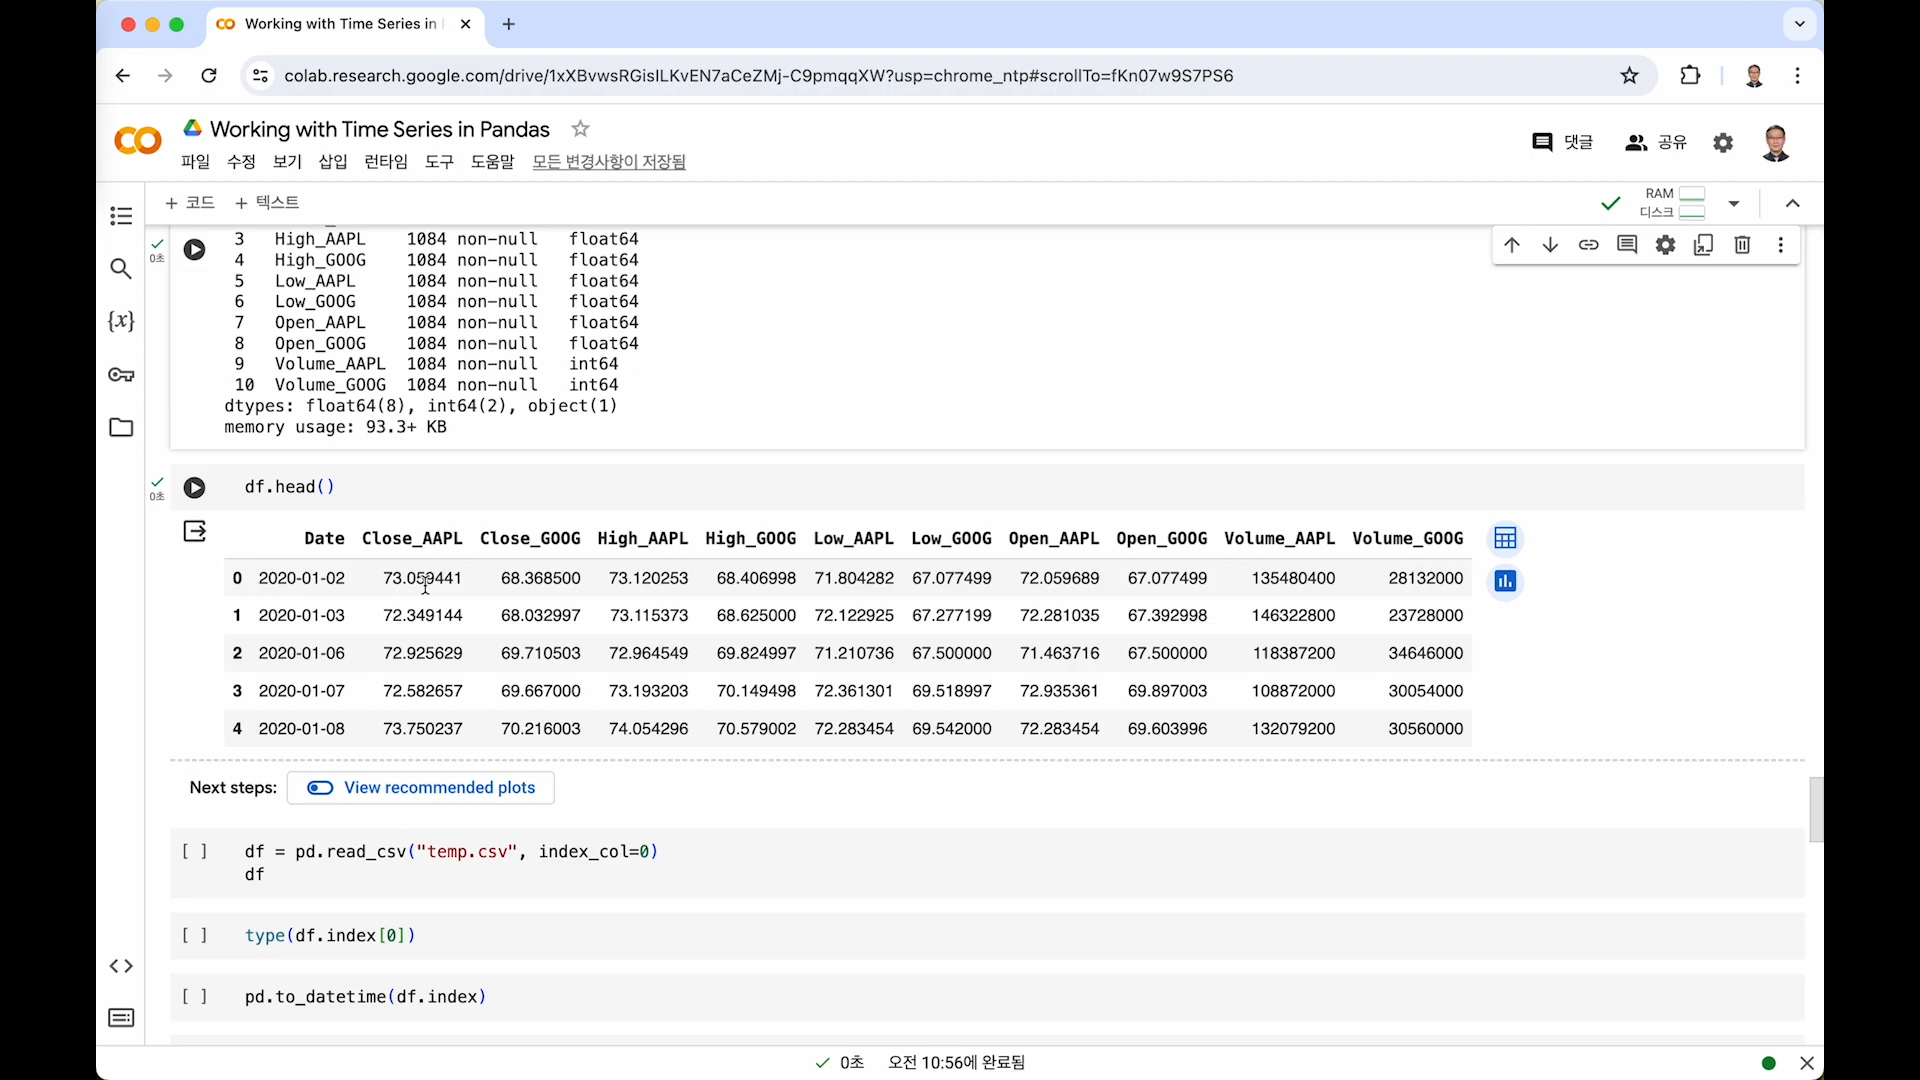 Working with Time Series in
colab.research.google.com/drive/1xXBvwsRGisILKvEN7aCeZMj-C9pmqqXW?usp=chrome_ntp#scrollTo=fKn07w9S7PS6
Working with Time Series in Pandas
댓글
공유
파일 수정 보기 삽입 런타임 도구 도움말 모든 변경사항이 저장됨
+ 코드 + 텍스트
RAM
디스크
3 High_AAPL 1084 non-null float64
0초
4 High_GOOG 1084 non-null float64
5 Low_AAPL 1084 non-null float64
6 Low_GOOG 1084 non-null float64
7 Open_AAPL 1084 non-null float64
8 Open_GOOG 1084 non-null float64
9 Volume_AAPL 1084 non-null int64
10 Volume_GOOG 1084 non-null int64
dtypes: float64(8), int64(2), object(1)
memory usage: 93.3+ KB
df.head()
0초
Date Close_AAPL Close_GOOG High_AAPL High_GOOG Low_AAPL Low_GOOG Open_AAPL Open_GOOG Volume_AAPL Volume_GOOG
0 2020-01-02 73.059441 68.368500 73.120253 68.406998 71.804282 67.077499 72.059689 67.077499 135480400 28132000
1 2020-01-03 72.349144 68.032997 73.115373 68.625000 72.122925 67.277199 72.281035 67.392998 146322800 23728000
2 2020-01-06 72.925629 69.710503 72.964549 69.824997 71.210736 67.500000 71.463716 67.500000 118387200 34646000
3 2020-01-07 72.582657 69.667000 73.193203 70.149498 72.361301 69.518997 72.935361 69.897003 108872000 30054000
4 2020-01-08 73.750237 70.216003 74.054296 70.579002 72.283454 69.542000 72.283454 69.603996 132079200 30560000
Next steps: View recommended plots
[ ] df = pd.read_csv("temp.csv", index_col=0)
df
[ ] type(df.index[0])
[ ] pd.to_datetime(df.index)
0초 오전 10:56에 완료됨